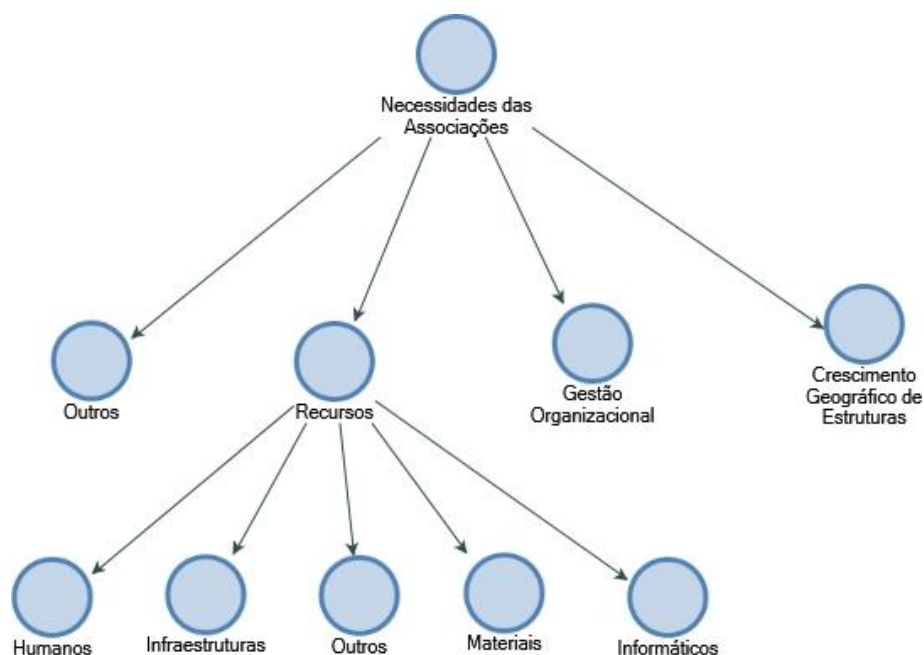 Necessidades das
Associações
Outros
Recursos
Gestão
Organizacional
Crescimento
Geográfico de
Estruturas
Humanos
Infraestruturas
Outros
Materiais
Informáticos